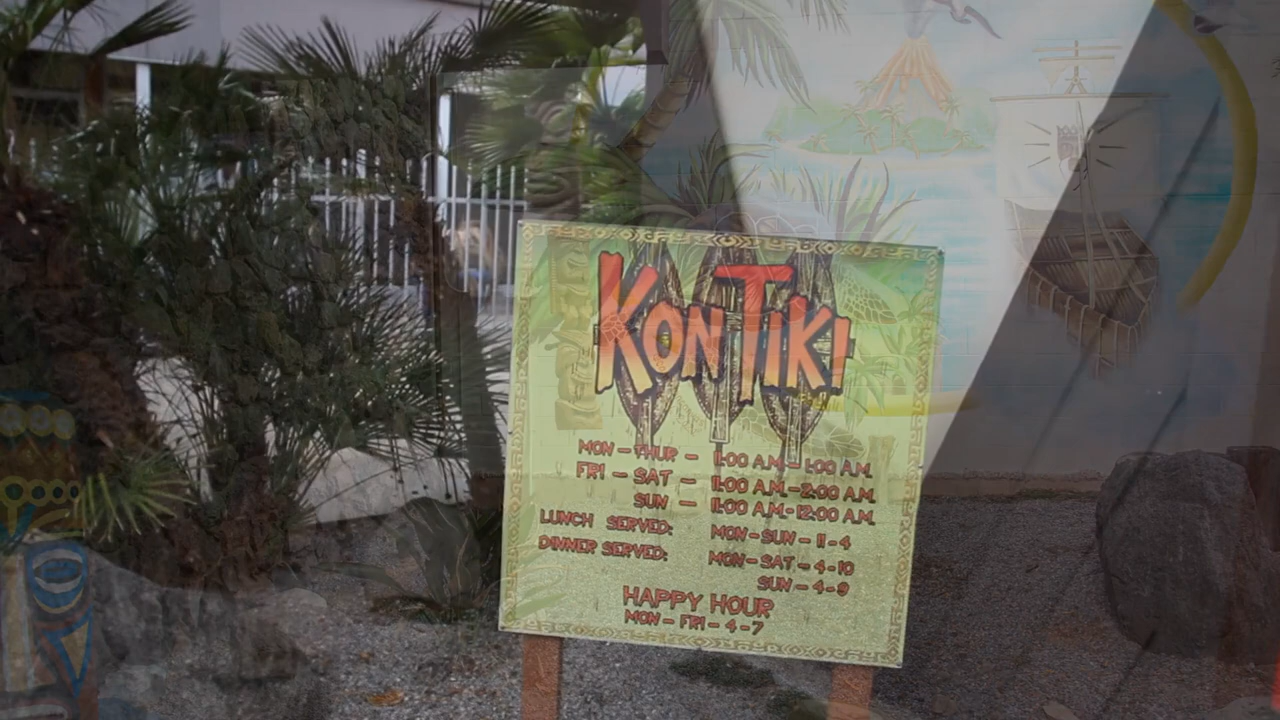 KON TIKI
MON - THUR - 11:00 A.M. - 1:00 A.M.
FRI - SAT - 11:00 A.M. - 2:00 A.M.
SUN - 11:00 A.M. - 12:00 A.M.
LUNCH SERVED: MON - SUN - 11 - 4
DINNER SERVED: MON - SAT - 4 - 10
SUN - 4 - 9
HAPPY HOUR
MON - FRI - 4 - 7